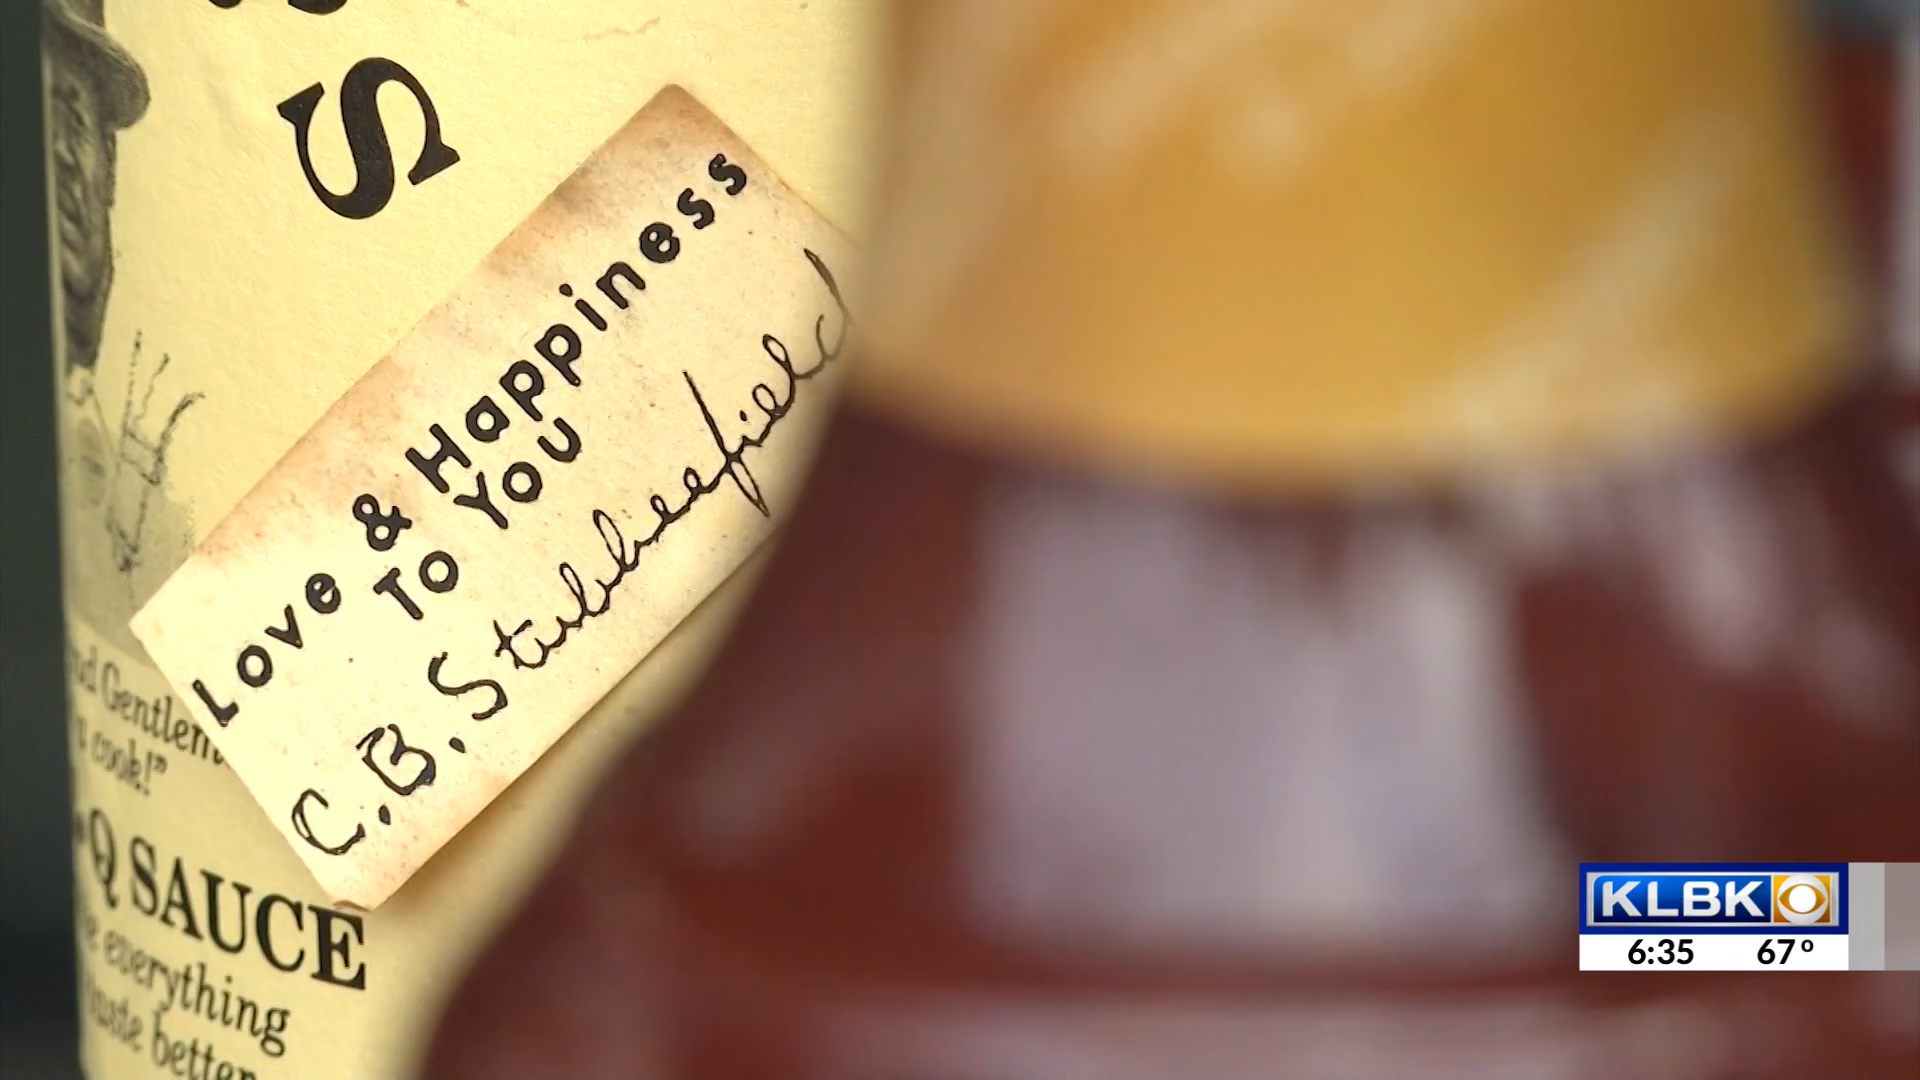 S
Love & Happiness
To You
C.B. Stubblefield
Gentlem
cook!"
Q SAUCE
everything
taste better
KLBK
6:35 67°